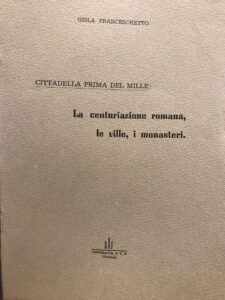 GISLA FRANCESCHETTO
CITTADELLA PRIMA DEL MILLE:
La centuriazione romana,
le ville, i monasteri.